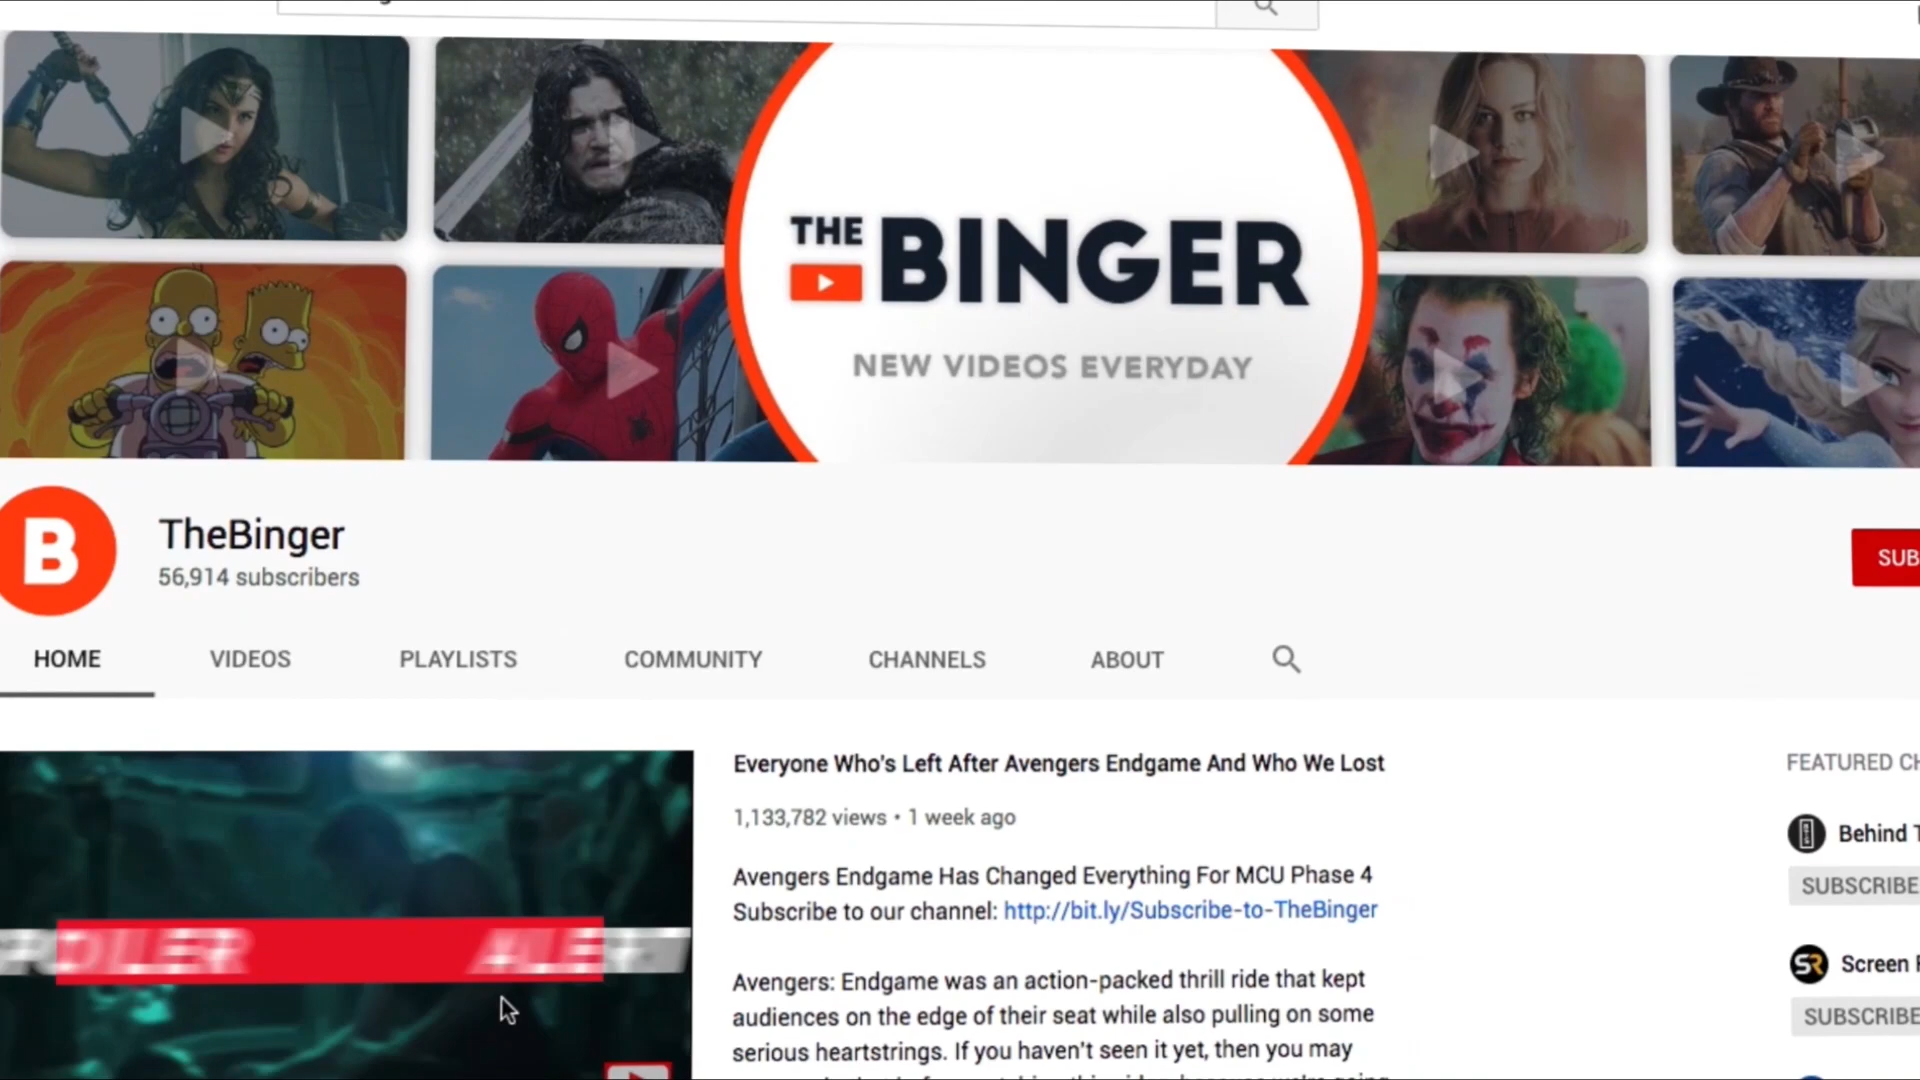 THE BINGER
NEW VIDEOS EVERYDAY
B
TheBinger
56,914 subscribers
SUB
HOME VIDEOS PLAYLISTS COMMUNITY CHANNELS ABOUT
Everyone Who's Left After Avengers Endgame And Who We Lost
1,133,782 views • 1 week ago
Avengers Endgame Has Changed Everything For MCU Phase 4
Subscribe to our channel: http://bit.ly/Subscribe-to-TheBinger
Avengers: Endgame was an action-packed thrill ride that kept
audiences on the edge of their seat while also pulling on some
serious heartstrings. If you haven't seen it yet, then you may
OILER ALERT
FEATURED CH
Behind T
SUBSCRIBE
SR
Screen R
SUBSCRIBE